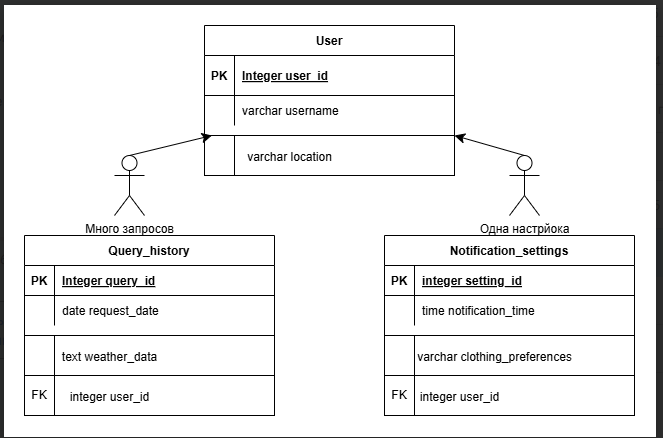 User
PK Integer user_id
varchar username
varchar location
Много запросов
Одна настрйока
Query_history
PK Integer query_id
date request_date
text weather_data
FK integer user_id
Notification_settings
PK integer setting_id
time notification_time
varchar clothing_preferences
FK integer user_id